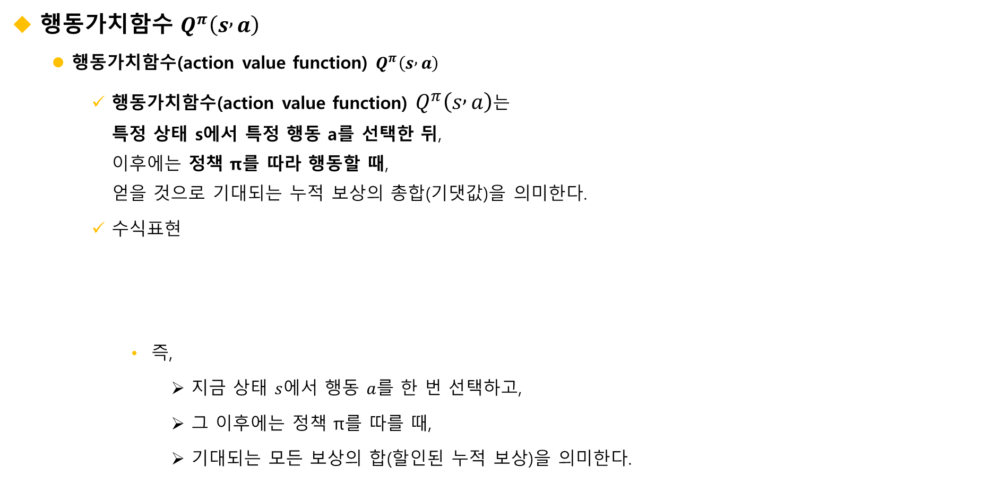 ◆ 행동가치함수 Q^π(s, a)
● 행동가치함수(action value function) Q^π(s, a)
✓ 행동가치함수(action value function) Q^π(s, a)는
특정 상태 s에서 특정 행동 a를 선택한 뒤,
이후에는 정책 π를 따라 행동할 때,
얻을 것으로 기대되는 누적 보상의 총합(기댓값)을 의미한다.
✓ 수식표현
• 즉,
➢ 지금 상태 s에서 행동 a를 한 번 선택하고,
➢ 그 이후에는 정책 π를 따를 때,
➢ 기대되는 모든 보상의 합(할인된 누적 보상)을 의미한다.